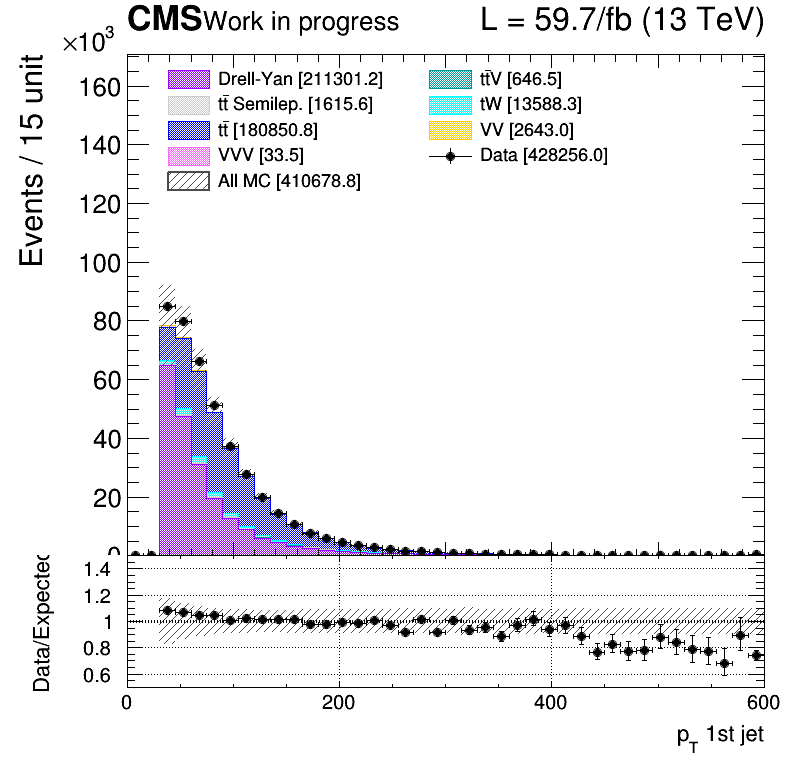 CMS Work in progress L = 59.7/fb (13 TeV)
×10³
Events / 15 unit
160
140
120
100
80
60
40
20
0
Drell-Yan [211301.2]
tt̄ Semilep. [1615.6]
tt̄ [180850.8]
VVV [33.5]
All MC [410678.8]
tt̄V [646.5]
tW [13588.3]
VV [2643.0]
Data [428256.0]
Data/Expected
1.4
1.2
1
0.8
0.6
0 200 400 600
p_T 1st jet